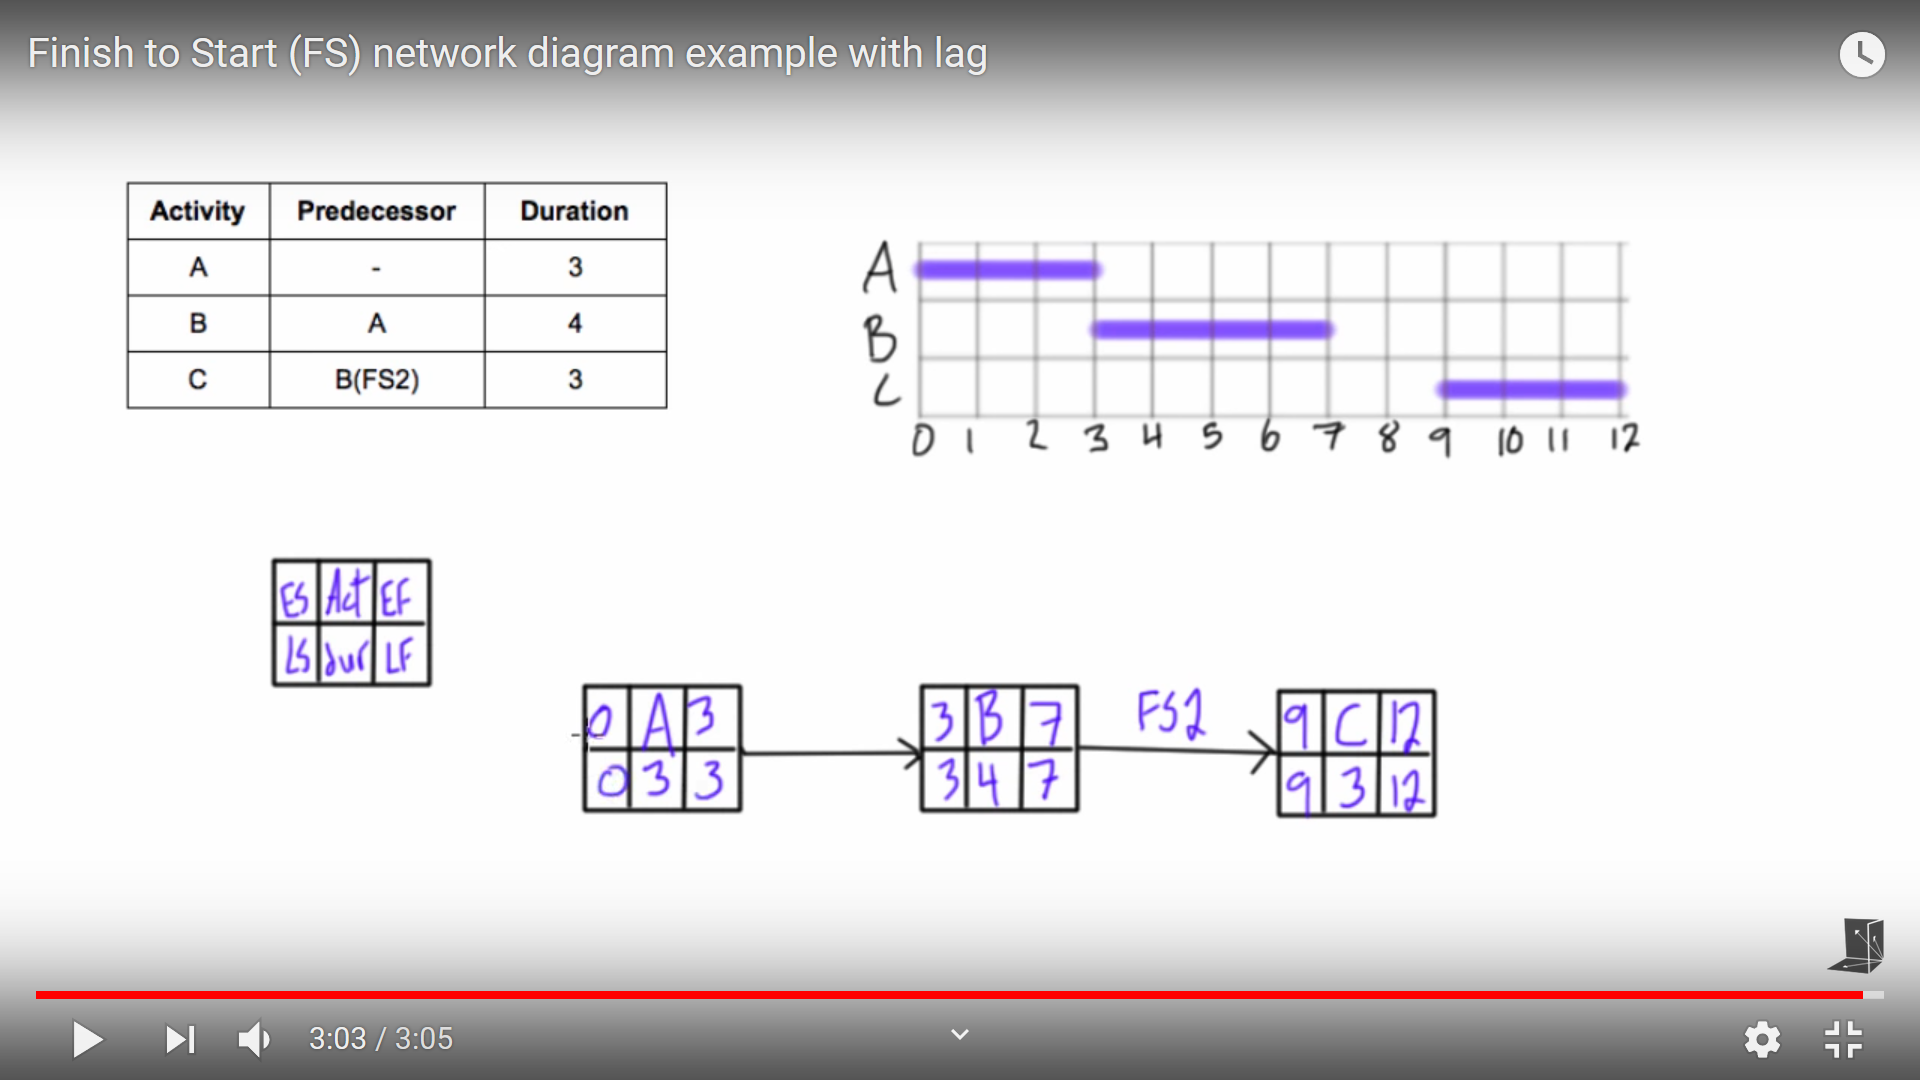 Finish to Start (FS) network diagram example with lag
Activity Predecessor Duration
A - 3
B A 4
C B(FS2) 3
A
B
C
0 1 2 3 4 5 6 7 8 9 10 11 12
ES Act EF
LS dur LF
0 A 3
0 3 3
3 B 7
3 4 7
FS2
9 C 12
9 3 12
3:03 / 3:05